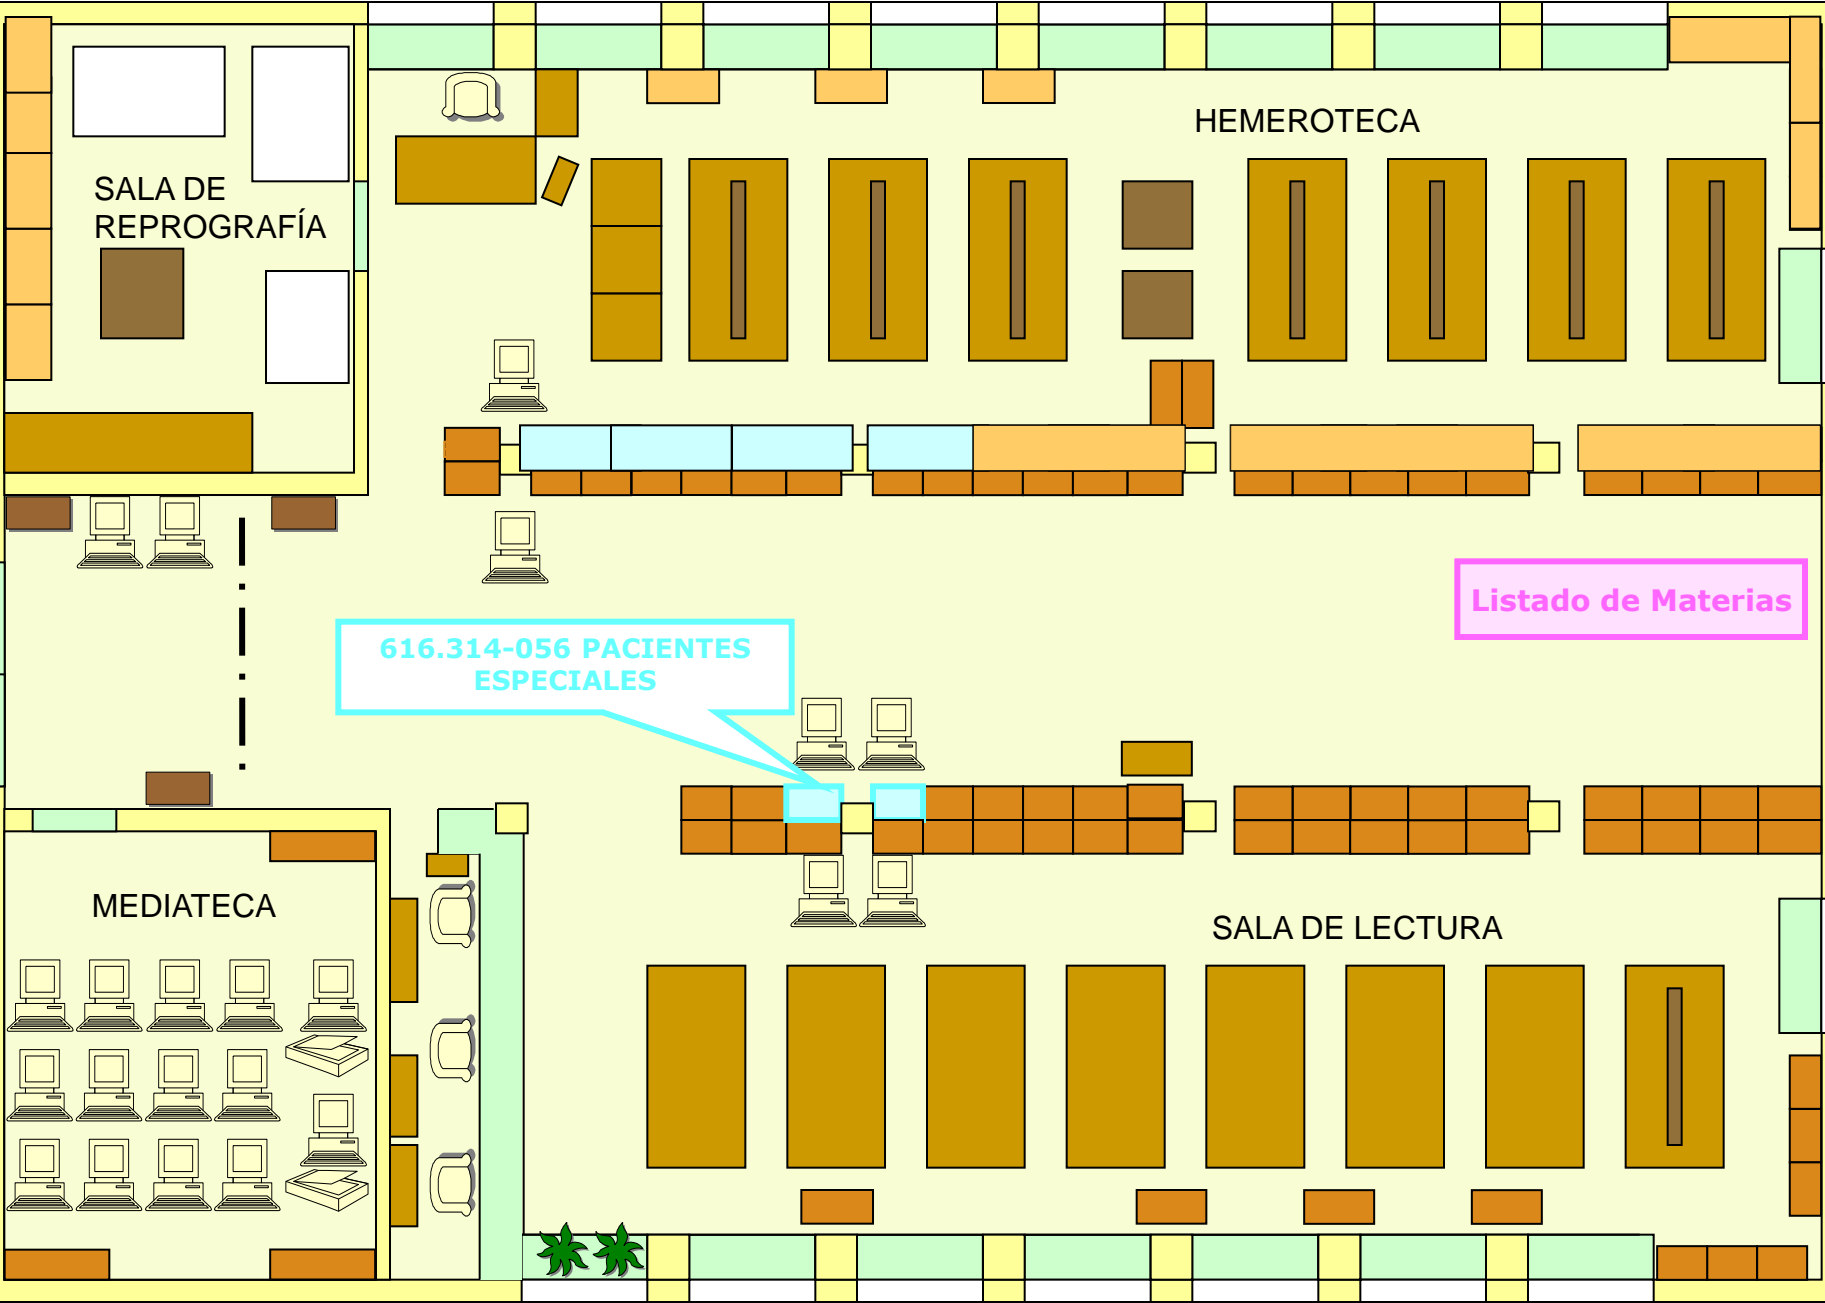 HEMEROTECA
SALA DE
REPROGRAFÍA
Listado de Materias
616.314-056 PACIENTES
ESPECIALES
MEDIATECA
SALA DE LECTURA